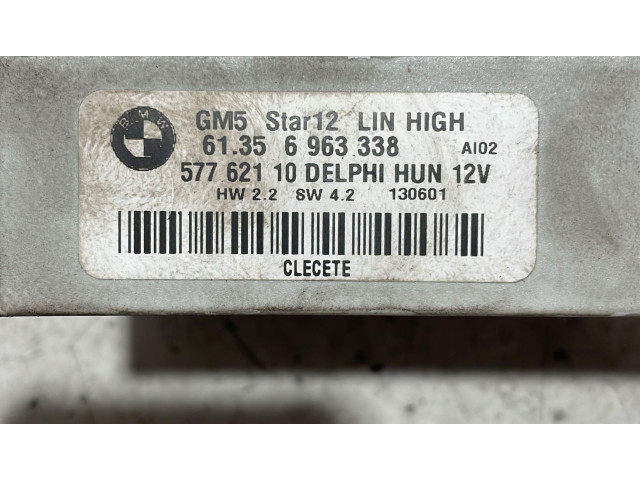 BMW
GM5 Star12 LIN HIGH
61.35 6 963 338 AI02
577 621 10 DELPHI HUN 12V
HW 2.2 SW 4.2 130601
CLECETE